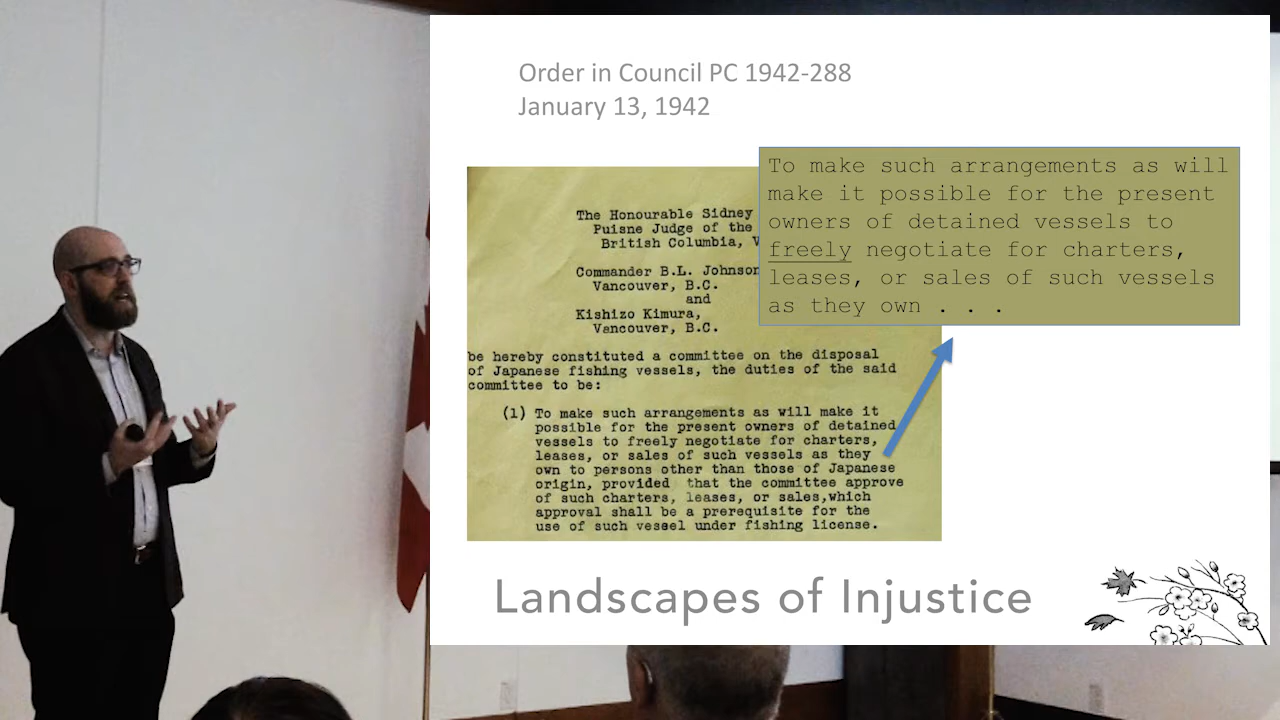 Order in Council PC 1942-288
January 13, 1942
To make such arrangements as will
make it possible for the present
owners of detained vessels to
freely negotiate for charters,
leases, or sales of such vessels
as they own . . .
The Honourable Sidney
Puisne Judge of the
British Columbia, V
Commander B.L. Johnson
Vancouver, B.C.
and
Kishizo Kimura,
Vancouver, B.C.
be hereby constituted a committee on the disposal
of Japanese fishing vessels, the duties of the said
committee to be:
(1) To make such arrangements as will make it
possible for the present owners of detained
vessels to freely negotiate for charters,
leases, or sales of such vessels as they
own to persons other than those of Japanese
origin, provided that the committee approve
of such charters, leases, or sales,which
approval shall be a prerequisite for the
use of such vessel under fishing license.
Landscapes of Injustice